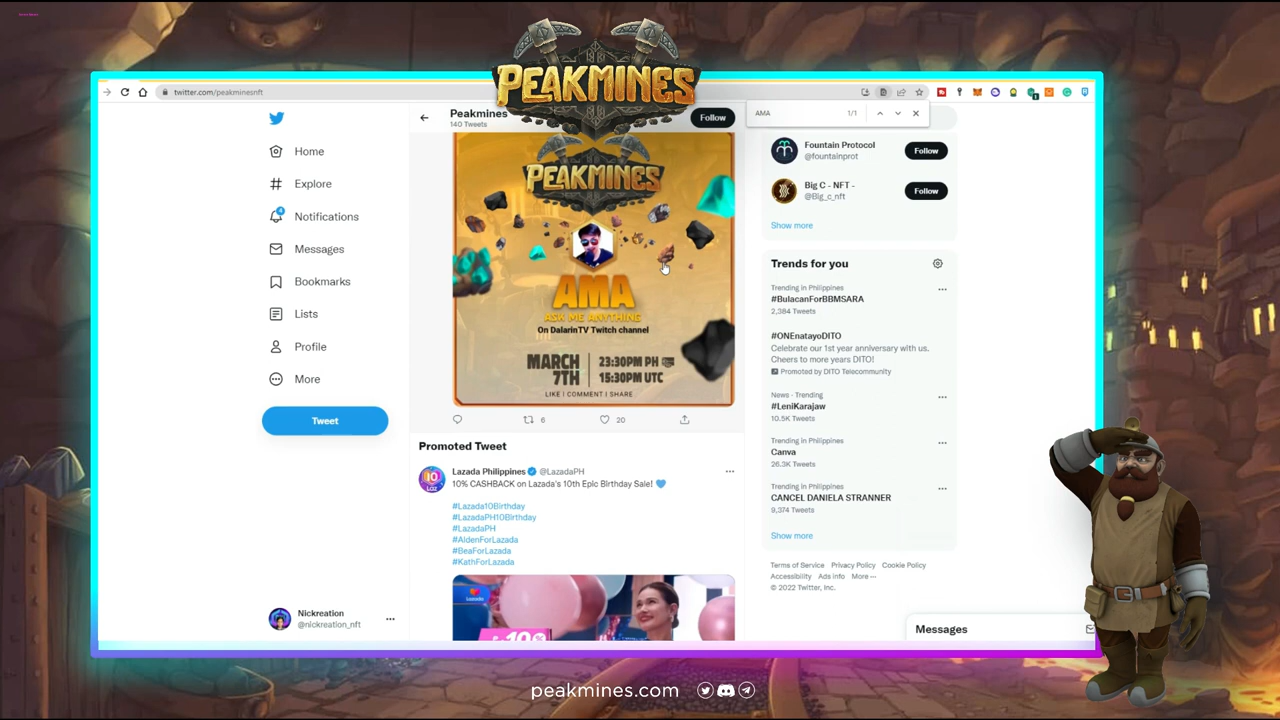 PEAKMINES
twitter.com/peakminesnft
AMA
1/1
Peakmines
140 Tweets
Follow
Home
Explore
Notifications
Messages
Bookmarks
Lists
Profile
More
Tweet
Nickreation
@nickreation_nft
PEAKMINES
AMA
ASK ME ANYTHING
On DalarinTV Twitch channel
MARCH
7TH
23:30PM PH
15:30PM UTC
LIKE | COMMENT | SHARE
6
20
Promoted Tweet
Lazada Philippines @LazadaPH
10% CASHBACK on Lazada's 10th Epic Birthday Sale! 💙
#Lazada10Birthday
#LazadaPH10Birthday
#LazadaPH
#AldenForLazada
#BeaForLazada
#KathForLazada
Fountain Protocol
@fountainprot
Follow
Big C - NFT -
@Big_c_nft
Follow
Show more
Trends for you
Trending in Philippines
#BulacanForBBMSARA
2,384 Tweets
#ONEnatayoDITO
Celebrate our 1st year anniversary with us.
Cheers to more years DITO!
Promoted by DITO Telecommunity
News · Trending
#LeniKarajaw
10.5K Tweets
Trending in Philippines
Canva
26.3K Tweets
Trending in Philippines
CANCEL DANIELA STRANNER
9,374 Tweets
Show more
Terms of Service Privacy Policy Cookie Policy
Accessibility Ads info More ···
© 2022 Twitter, Inc.
Messages
peakmines.com